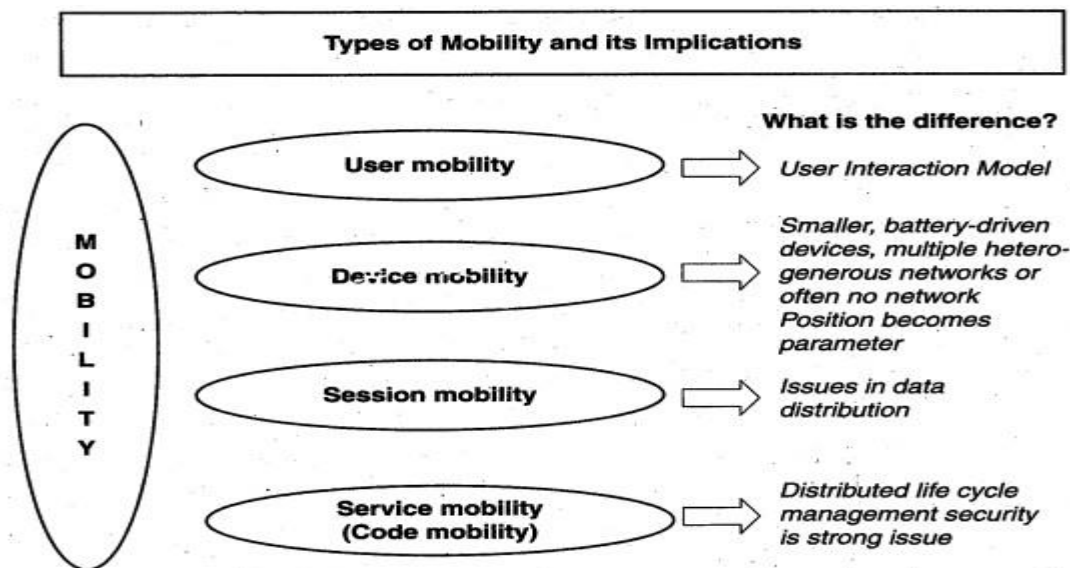 Types of Mobility and its Implications
What is the difference?
User mobility
User Interaction Model
MOBILITY
Device mobility
Smaller, battery-driven
devices, multiple hetero-
generous networks or
often no network
Position becomes
parameter
Session mobility
Issues in data
distribution
Service mobility
(Code mobility)
Distributed life cycle
management security
is strong issue